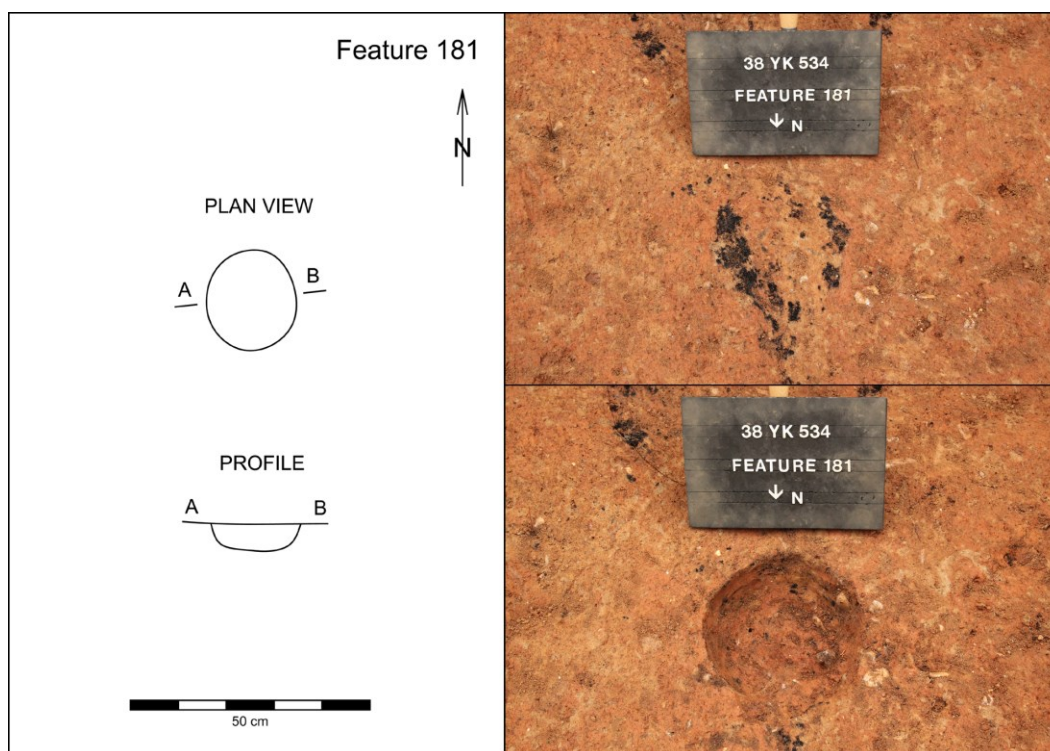 Feature 181
N
PLAN VIEW
A
B
PROFILE
A
B
50 cm
38 YK 534
FEATURE 181
↓ N
38 YK 534
FEATURE 181
↓ N